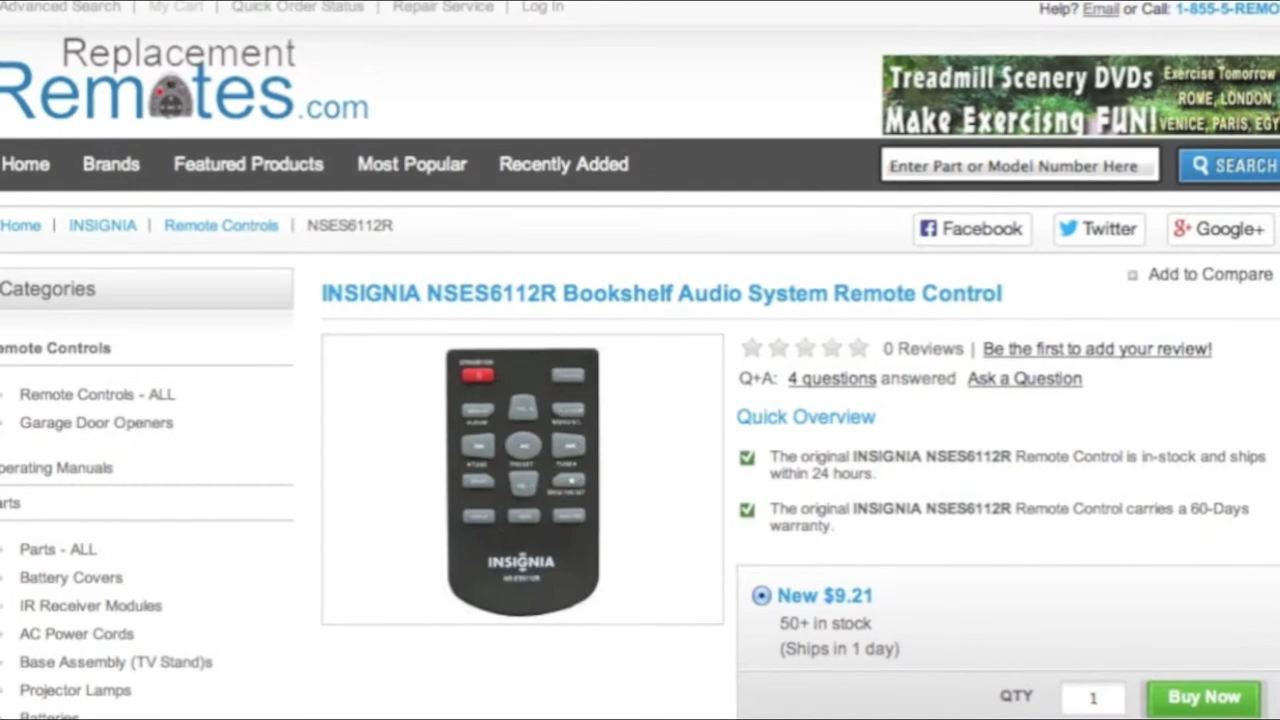 Advanced Search | My Cart | Quick Order Status | Repair Service | Log In
Help? Email or Call: 1-855-5-REMO
Replacement
Remotes.com
Treadmill Scenery DVDs
Make Exercisng FUN!
Exercise Tomorrow
ROME, LONDON,
VENICE, PARIS, EGY
Home Brands Featured Products Most Popular Recently Added
Enter Part or Model Number Here
SEARCH
Home | INSIGNIA | Remote Controls | NSES6112R
Facebook Twitter Google+
Add to Compare
Categories
emote Controls
Remote Controls - ALL
Garage Door Openers
perating Manuals
arts
Parts - ALL
Battery Covers
IR Receiver Modules
AC Power Cords
Base Assembly (TV Stand)s
Projector Lamps
Batteries
INSIGNIA NSES6112R Bookshelf Audio System Remote Control
INSIGNIA
0 Reviews | Be the first to add your review!
Q+A: 4 questions answered Ask a Question
Quick Overview
The original INSIGNIA NSES6112R Remote Control is in-stock and ships
within 24 hours.
The original INSIGNIA NSES6112R Remote Control carries a 60-Days
warranty.
New $9.21
50+ in stock
(Ships in 1 day)
QTY 1 Buy Now